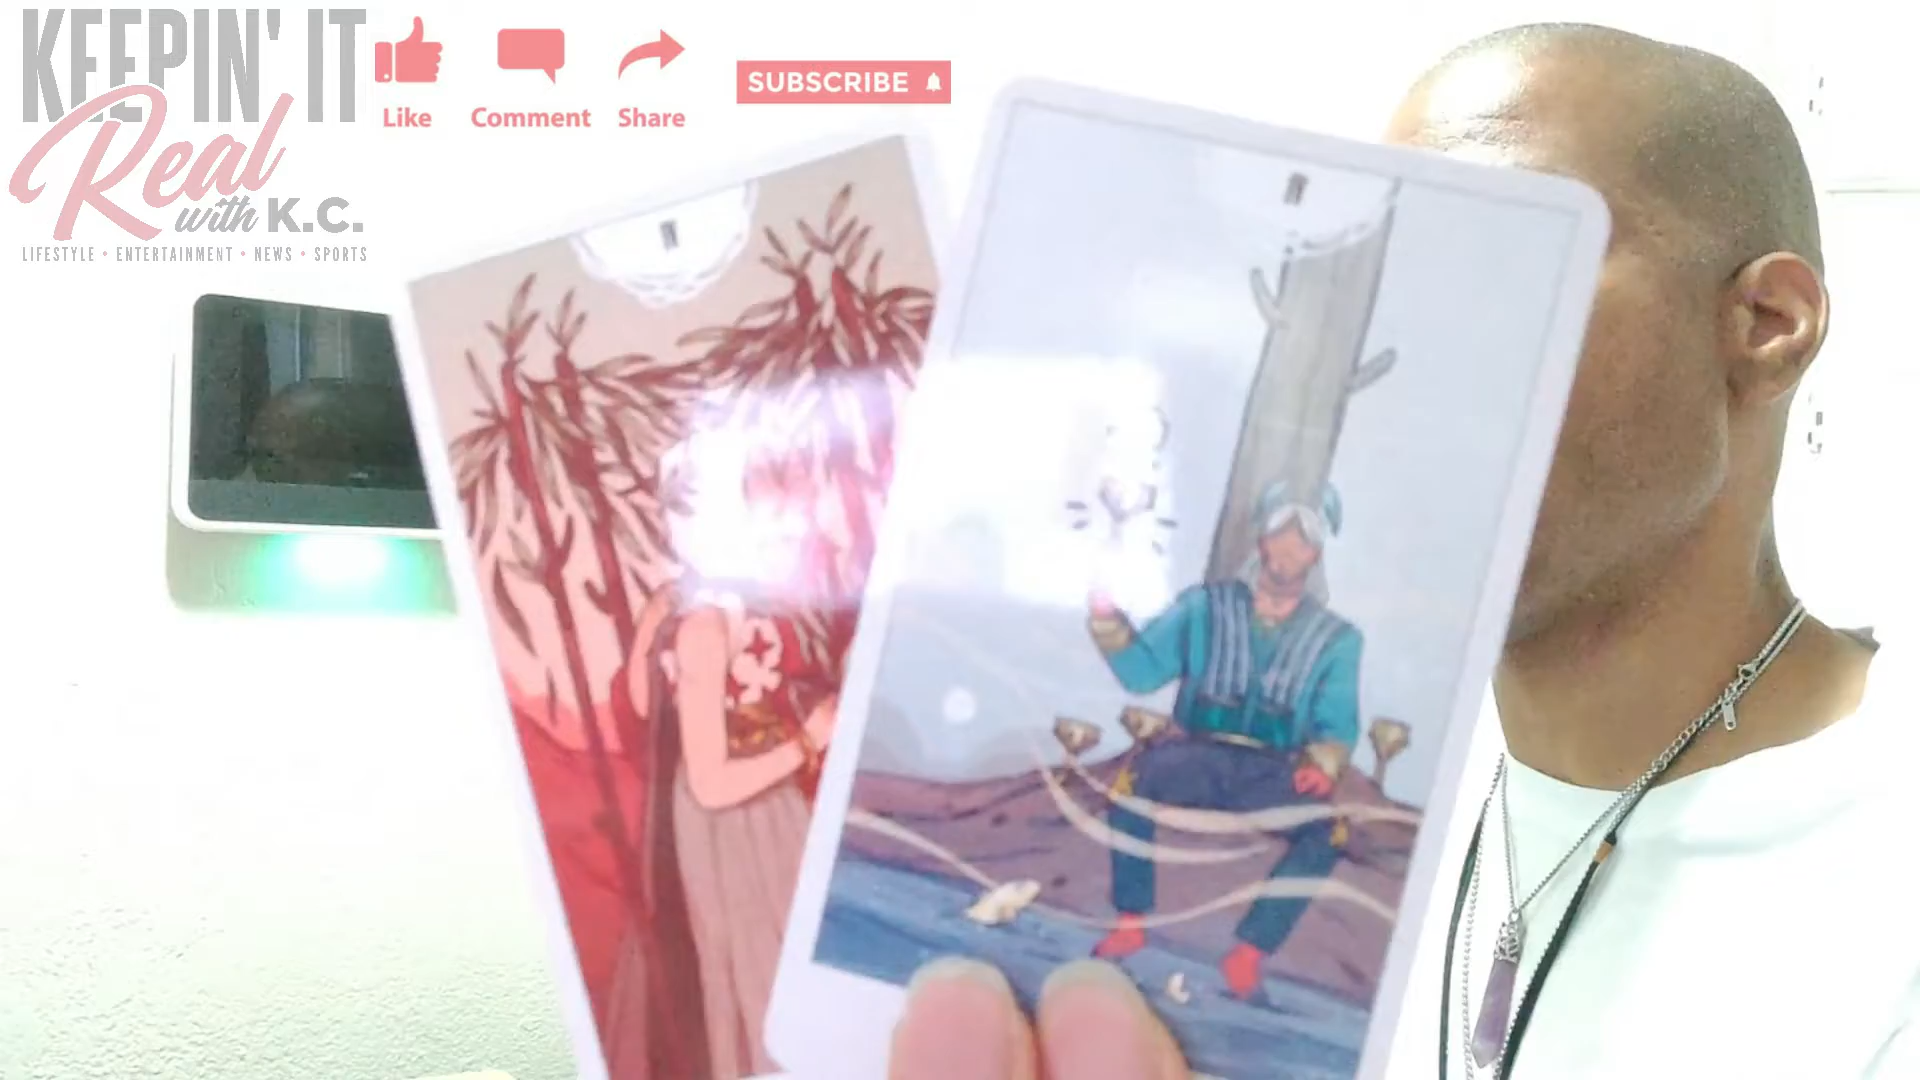 KEEPIN' IT
Real
with K.C.
LIFESTYLE • ENTERTAINMENT • NEWS • SPORTS
Like
Comment
Share
SUBSCRIBE